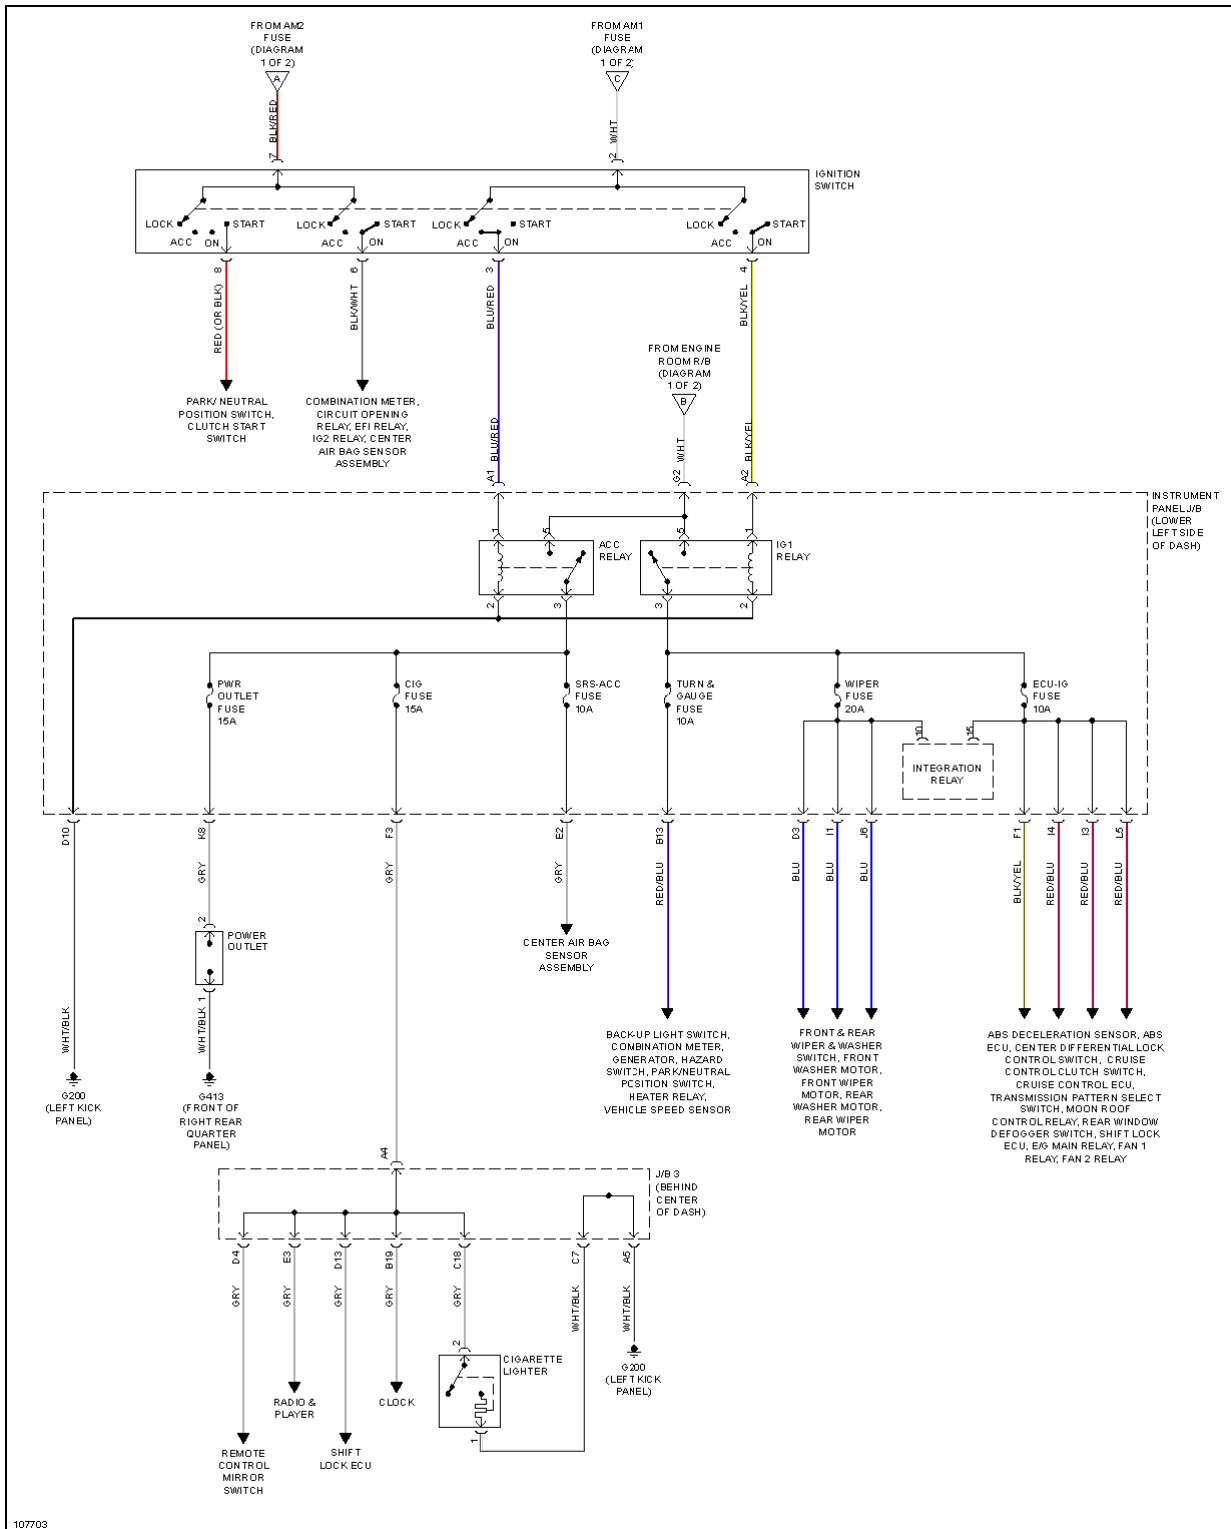 FROM AM2
FUSE
(DIAGRAM
1 OF 2)
A
BLK/RED
7
FROM AM1
FUSE
(DIAGRAM
1 OF 2)
C
WHT
2
IGNITION
SWITCH
LOCK
ACC
ON
START
LOCK
ACC
ON
START
LOCK
ACC
ON
START
LOCK
ACC
ON
START
8
RED (OR BLK)
6
BLK/WHT
3
BLU/RED
4
BLK/YEL
PARK/ NEUTRAL
POSITION SWITCH,
CLUTCH START
SWITCH
COMBINATION METER,
CIRCUIT OPENING
RELAY, EFI RELAY,
IG2 RELAY, CENTER
AIR BAG SENSOR
ASSEMBLY
FROM ENGINE
ROOM R/B
(DIAGRAM
1 OF 2)
B
BLU/RED
A1
WHT
G2
BLK/YEL
A2
INSTRUMENT
PANEL J/B
(LOWER
LEFT SIDE
OF DASH)
1
5
ACC
RELAY
2
3
5
1
IG1
RELAY
3
2
PWR
OUTLET
FUSE
15A
CIG
FUSE
15A
SRS-ACC
FUSE
10A
TURN &
GAUGE
FUSE
10A
WIPER
FUSE
20A
ECU-IG
FUSE
10A
10
15
INTEGRATION
RELAY
D10
K8
F3
E2
B13
D3
I1
J6
F1
I4
I3
L5
GRY
GRY
GRY
RED/BLU
BLU
BLU
BLU
BLK/YEL
RED/BLU
RED/BLU
RED/BLU
2
POWER
OUTLET
1
WHT/BLK
WHT/BLK
G200
(LEFT KICK
PANEL)
G413
(FRONT OF
RIGHT REAR
QUARTER
PANEL)
CENTER AIR BAG
SENSOR
ASSEMBLY
BACK-UP LIGHT SWITCH,
COMBINATION METER,
GENERATOR, HAZARD
SWITCH, PARK/NEUTRAL
POSITION SWITCH,
HEATER RELAY,
VEHICLE SPEED SENSOR
FRONT & REAR
WIPER & WASHER
SWITCH, FRONT
WASHER MOTOR,
FRONT WIPER
MOTOR, REAR
WASHER MOTOR,
REAR WIPER
MOTOR
ABS DECELERATION SENSOR, ABS
ECU, CENTER DIFFERENTIAL LOCK
CONTROL SWITCH, CRUISE
CONTROL CLUTCH SWITCH,
CRUISE CONTROL ECU,
TRANSMISSION PATTERN SELECT
SWITCH, MOON ROOF
CONTROL RELAY, REAR WINDOW
DEFOGGER SWITCH, SHIFT LOCK
ECU, E/G MAIN RELAY, FAN 1
RELAY, FAN 2 RELAY
A4
J/B 3
(BEHIND
CENTER
OF DASH)
D4
E3
D13
B19
C18
C7
A5
GRY
GRY
GRY
GRY
GRY
WHT/BLK
WHT/BLK
2
CIGARETTE
LIGHTER
1
G200
(LEFT KICK
PANEL)
RADIO &
PLAYER
CLOCK
REMOTE
CONTROL
MIRROR
SWITCH
SHIFT
LOCK ECU
107703